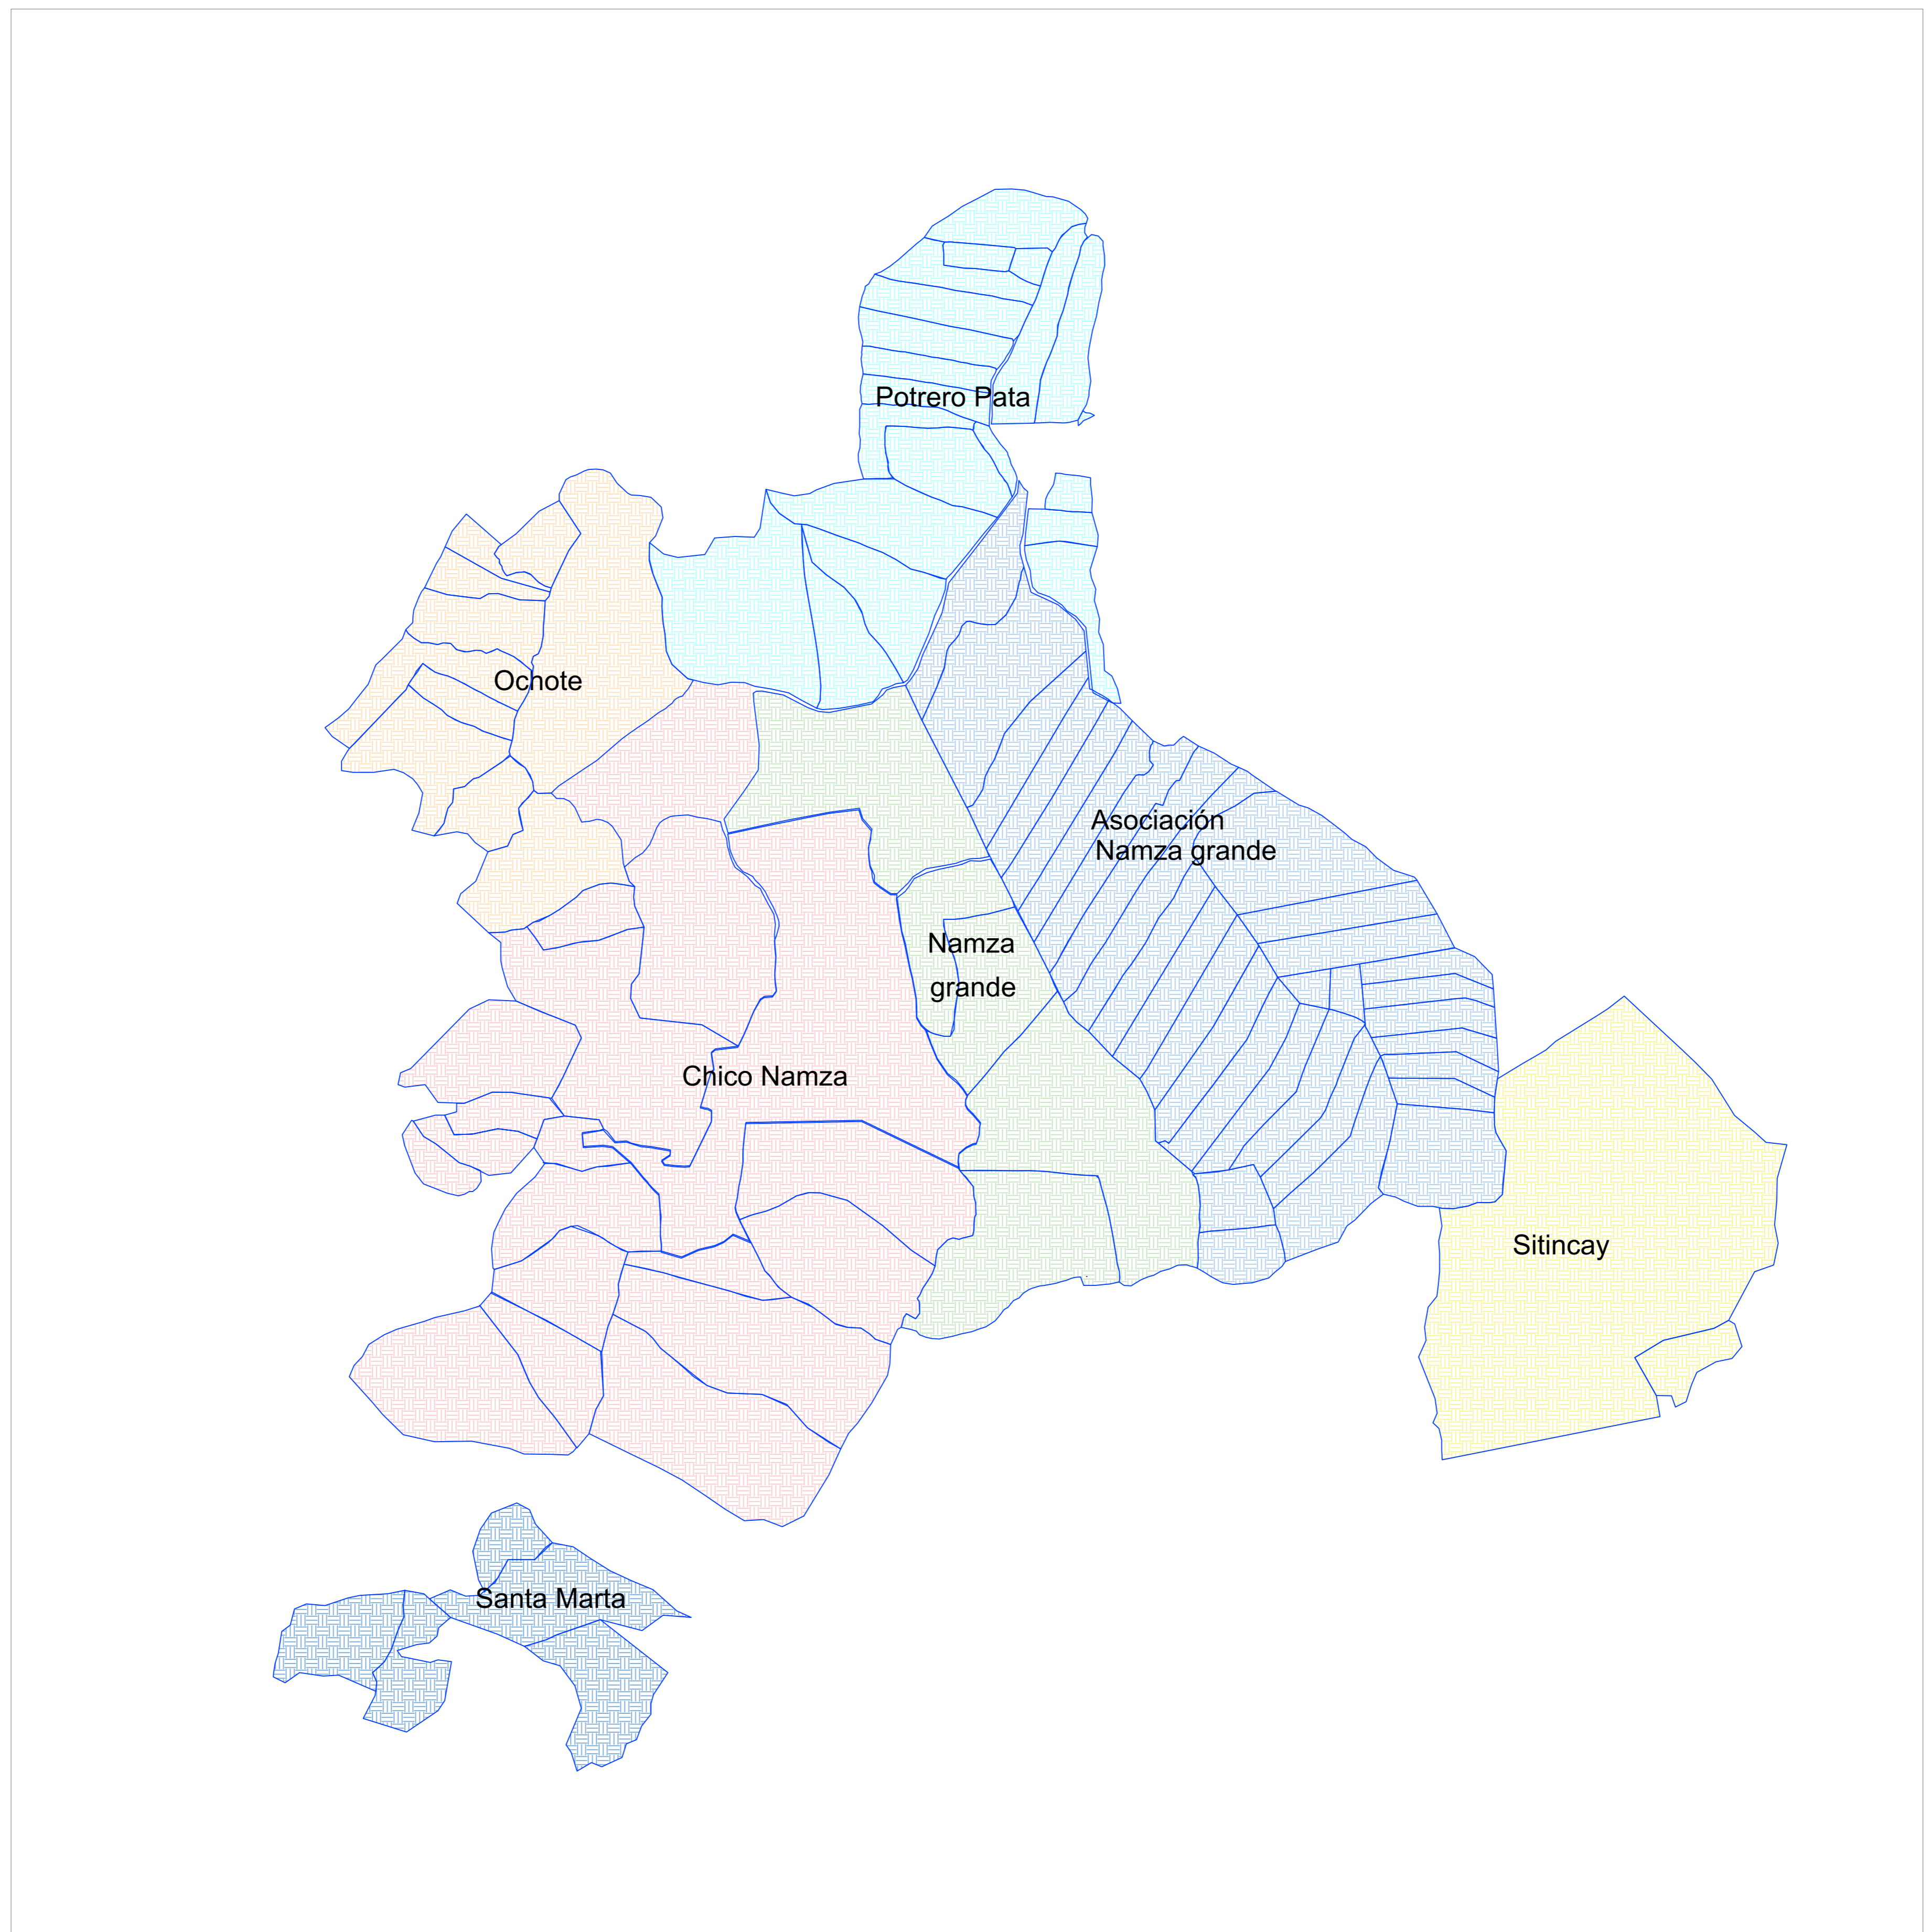 Potrero Pata
Ochote
Asociación
Namza grande
Namza
grande
Chico Namza
Sitincay
Santa Marta